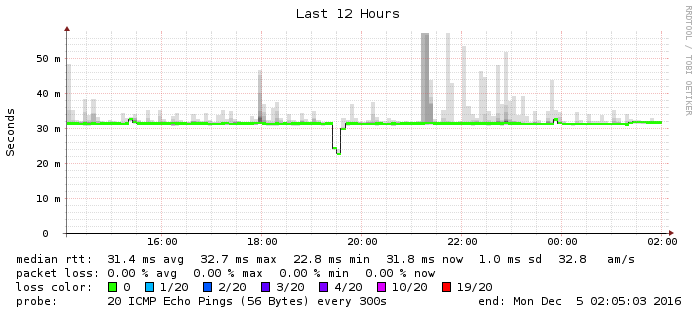 Last 12 Hours
RRDTOOL / TOBI OETIKER
Seconds
50 m
40 m
30 m
20 m
10 m
0
16:00 18:00 20:00 22:00 00:00 02:00
median rtt: 31.4 ms avg 32.7 ms max 22.8 ms min 31.8 ms now 1.0 ms sd 32.8 am/s
packet loss: 0.00 % avg 0.00 % max 0.00 % min 0.00 % now
loss color: 0 1/20 2/20 3/20 4/20 10/20 19/20
probe: 20 ICMP Echo Pings (56 Bytes) every 300s end: Mon Dec 5 02:05:03 2016